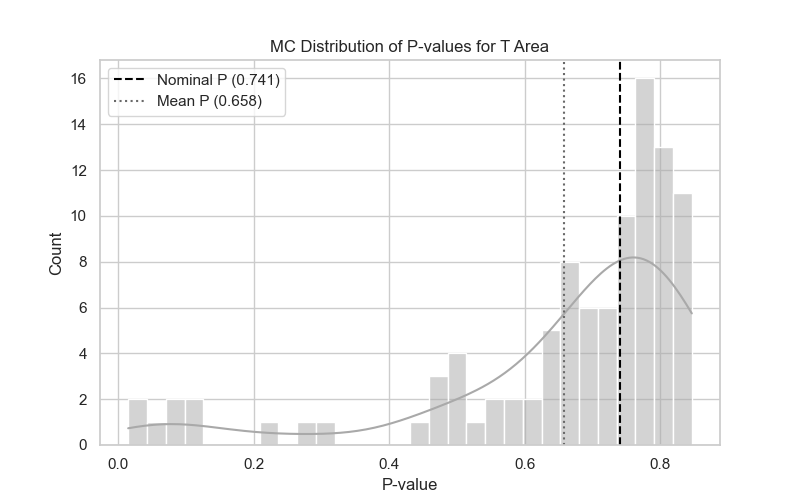 MC Distribution of P-values for T Area
Nominal P (0.741)
Mean P (0.658)
16
14
12
10
8
6
4
2
0
Count
0.0 0.2 0.4 0.6 0.8
P-value